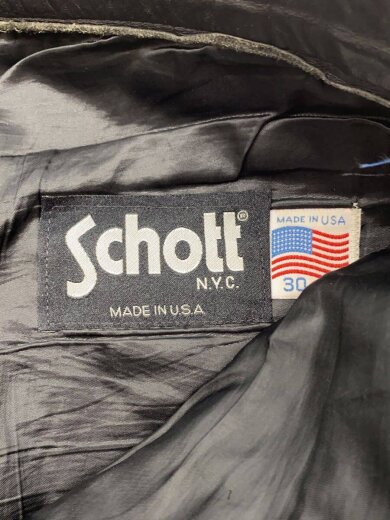 Schott®
N.Y.C.
MADE IN U.S.A
MADE IN USA
30